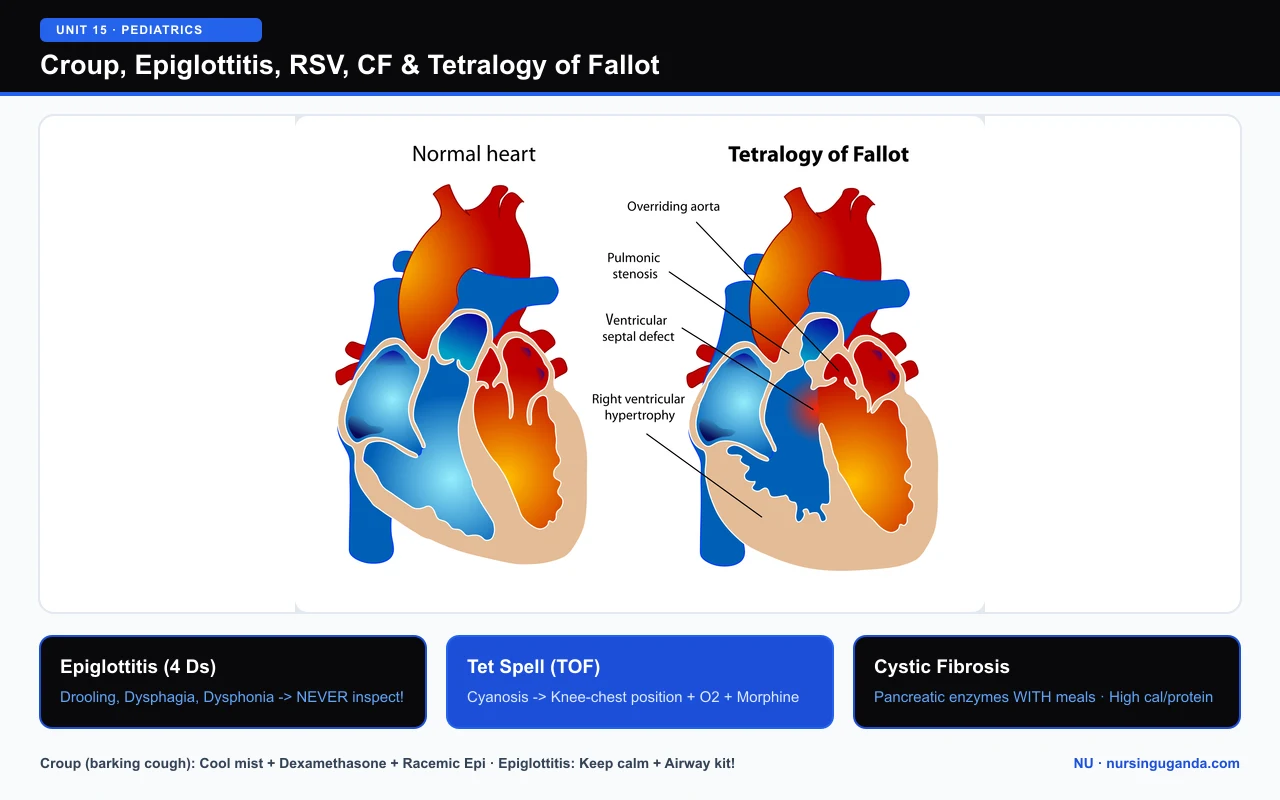 UNIT 15 · PEDIATRICS
Croup, Epiglottitis, RSV, CF & Tetralogy of Fallot
Normal heart
Tetralogy of Fallot
Overriding aorta
Pulmonic
stenosis
Ventricular
septal defect
Right ventricular
hypertrophy
Epiglottitis (4 Ds)
Drooling, Dysphagia, Dysphonia -> NEVER inspect!
Tet Spell (TOF)
Cyanosis -> Knee-chest position + O2 + Morphine
Cystic Fibrosis
Pancreatic enzymes WITH meals · High cal/protein
Croup (barking cough): Cool mist + Dexamethasone + Racemic Epi · Epiglottitis: Keep calm + Airway kit!
NU · nursinguganda.com